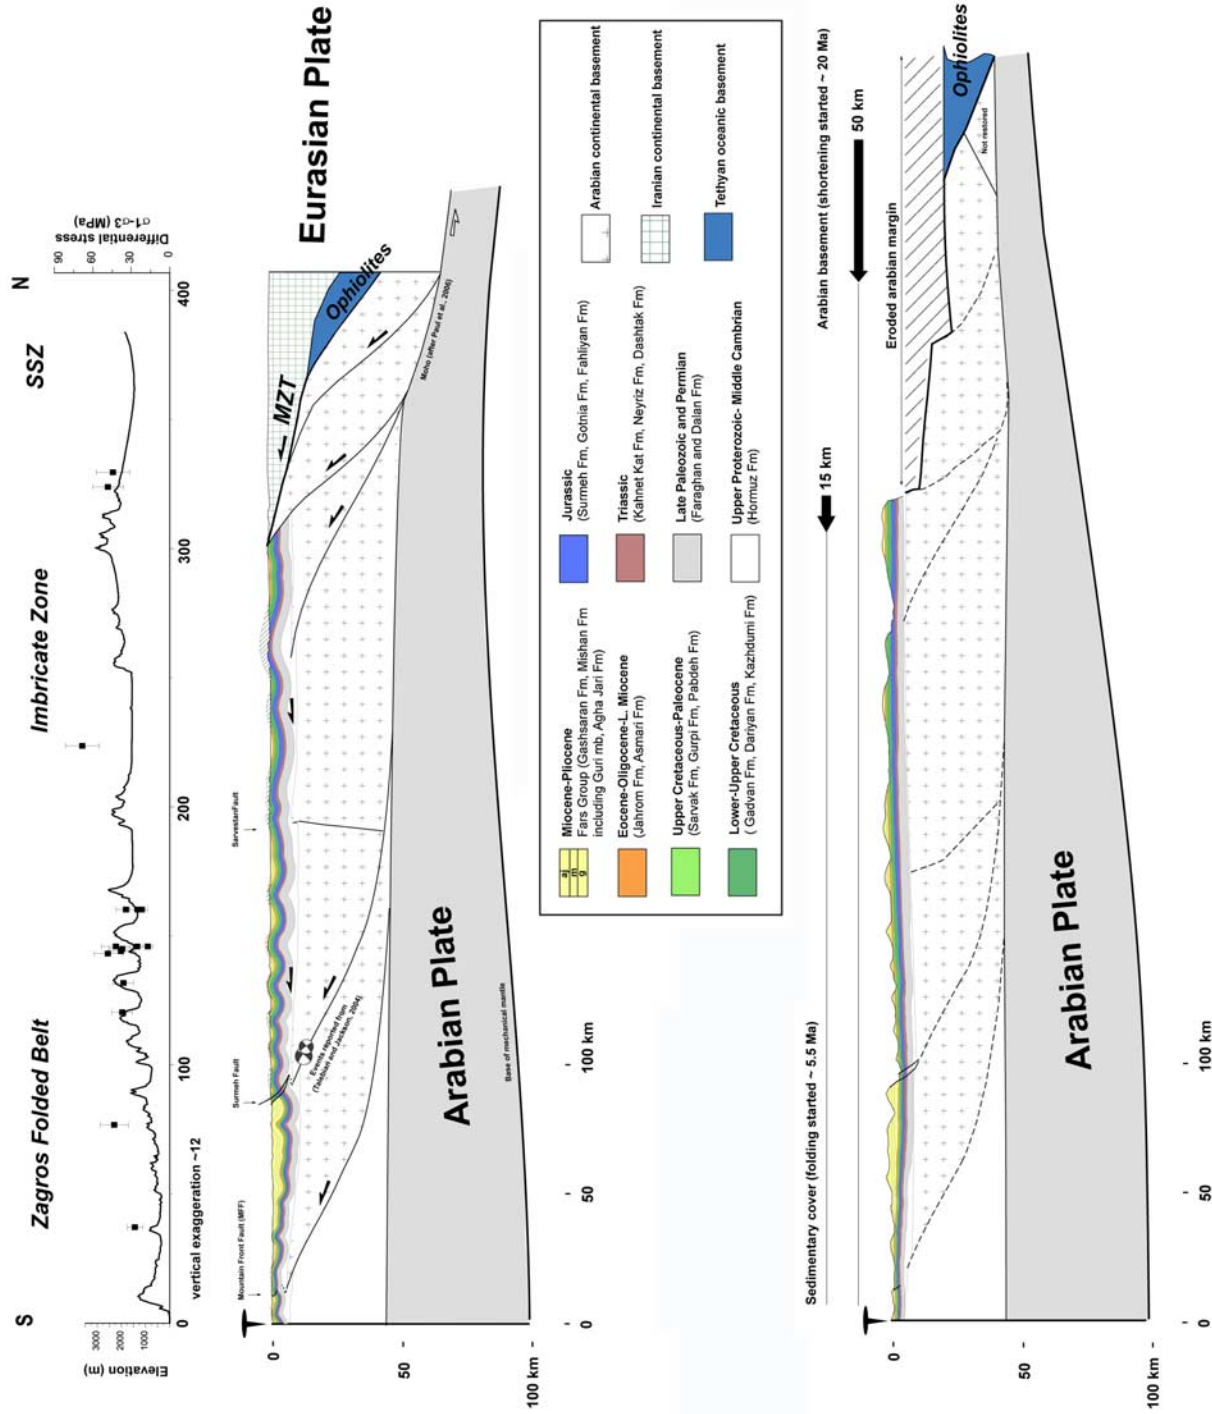 S
N
Zagros Folded Belt
Imbricate Zone
SSZ
Elevation (m)
3000
2000
1000
Differential stress
σ1-σ3 (MPa)
90
60
30
0
0
100
200
300
400
vertical exaggeration ~12
Mountain Front Fault (MFF)
Surmeh Fault
SarvestanFault
MZT
Ophiolites
Eurasian Plate
Events reported from
(Talebian and Jackson, 2004)
Moho (after Paul et al., 2006)
Arabian Plate
Base of mechanical mantle
0 -
50 -
100 km -
0
50
100 km
Miocene-Pliocene
Fars Group (Gashsaran Fm, Mishan Fm
including Guri mb, Agha Jari Fm)
aj
m
g
Eocene-Oligocene-L. Miocene
(Jahrom Fm, Asmari Fm)
Upper Cretaceous-Paleocene
(Sarvak Fm, Gurpi Fm, Pabdeh Fm)
Lower-Upper Cretaceous
( Gadvan Fm, Dariyan Fm, Kazhdumi Fm)
Jurassic
(Surmeh Fm, Gotnia Fm, Fahliyan Fm)
Triassic
(Kahnet Kat Fm, Neyriz Fm, Dashtak Fm)
Late Paleozoic and Permian
(Faraghan and Dalan Fm)
Upper Proterozoic- Middle Cambrian
(Hormuz Fm)
Arabian continental basement
Iranian continental basement
Tethyan oceanic basement
Sedimentary cover (folding started ~ 5.5 Ma)
15 km
Arabian basement (shortening started ~ 20 Ma)
50 km
Eroded arabian margin
Ophiolites
Not restored
Arabian Plate
0 -
50 -
100 km -
0
50
100 km